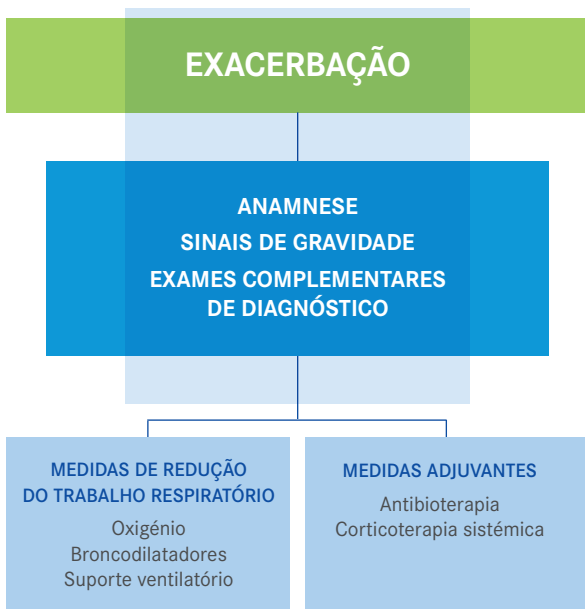 EXACERBAÇÃO
ANAMNESE
SINAIS DE GRAVIDADE
EXAMES COMPLEMENTARES
DE DIAGNÓSTICO
MEDIDAS DE REDUÇÃO
DO TRABALHO RESPIRATÓRIO
Oxigénio
Broncodilatadores
Suporte ventilatório
MEDIDAS ADJUVANTES
Antibioterapia
Corticoterapia sistémica